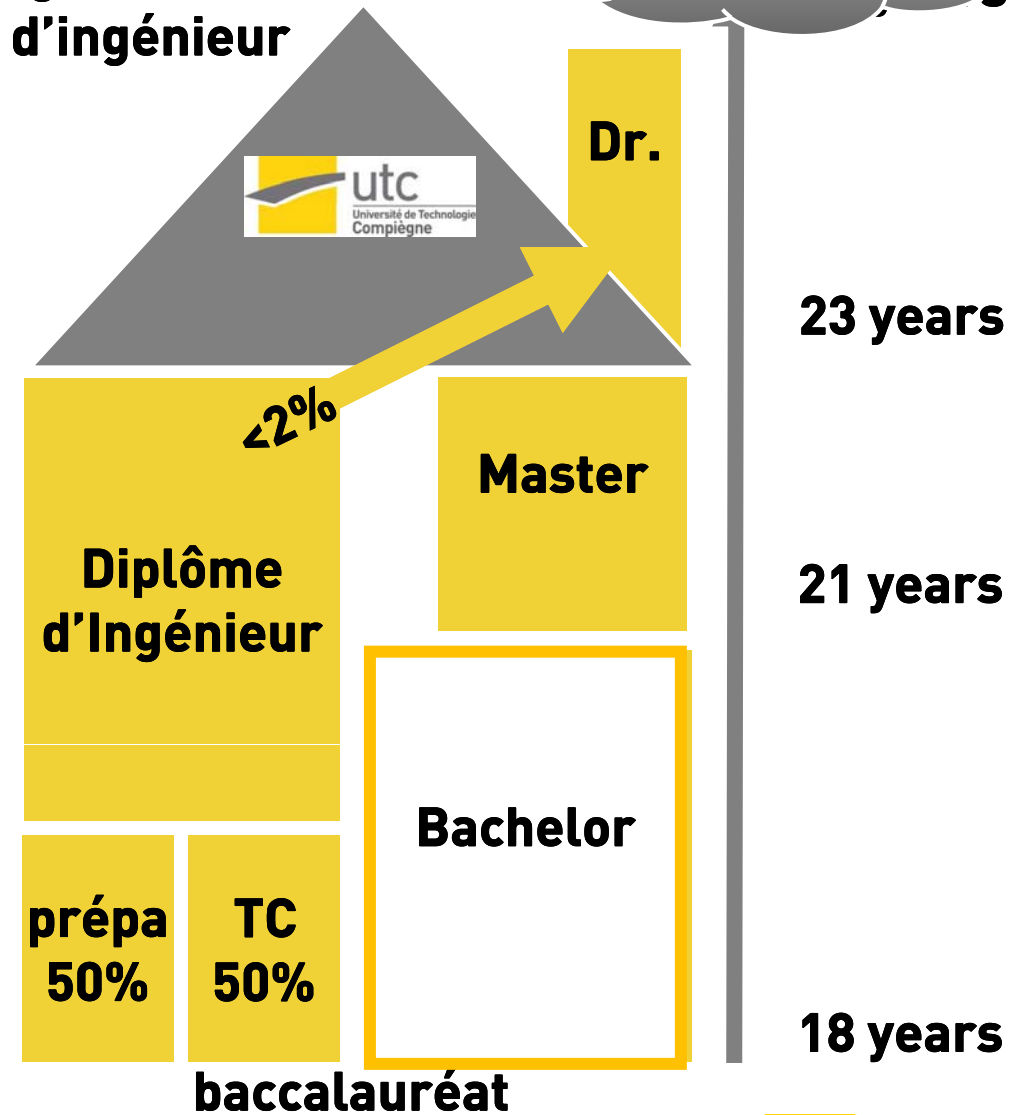 d'ingénieur
Dr.
utc
Université de Technologie
Compiègne
23 years
<2%
Master
Diplôme
d'Ingénieur
21 years
Bachelor
prépa
50%
TC
50%
18 years
baccalauréat